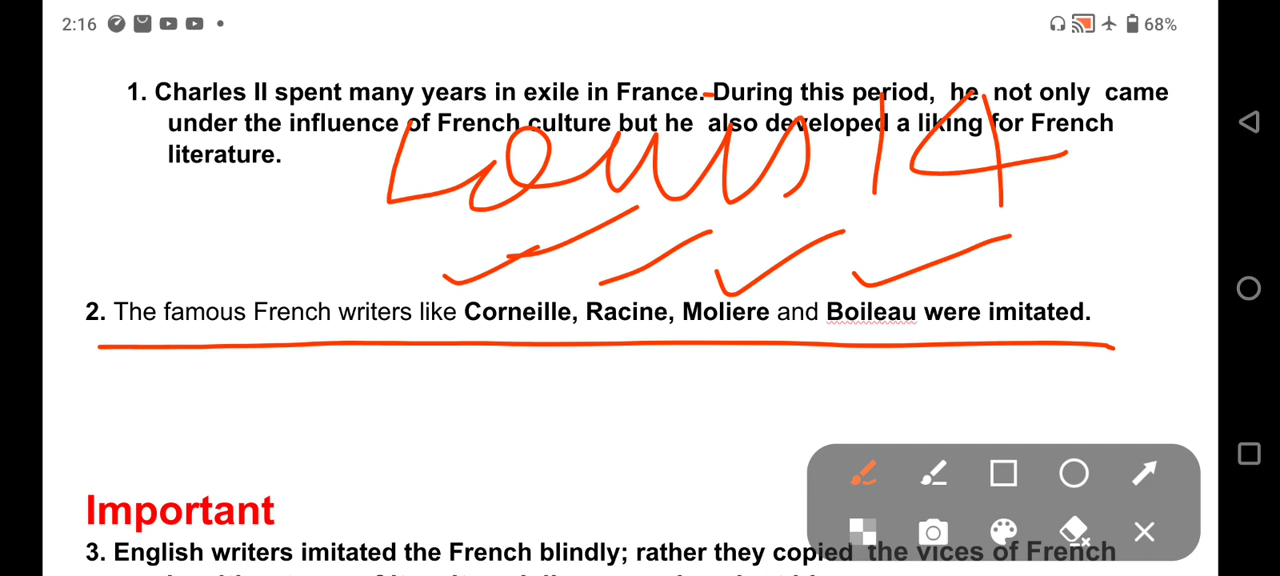 2:16 68%
1. Charles II spent many years in exile in France. During this period, he not only came
under the influence of French culture but he also developed a liking for French
literature.
Louis 14
2. The famous French writers like Corneille, Racine, Moliere and Boileau were imitated.
Important
3. English writers imitated the French blindly; rather they copied the vices of French